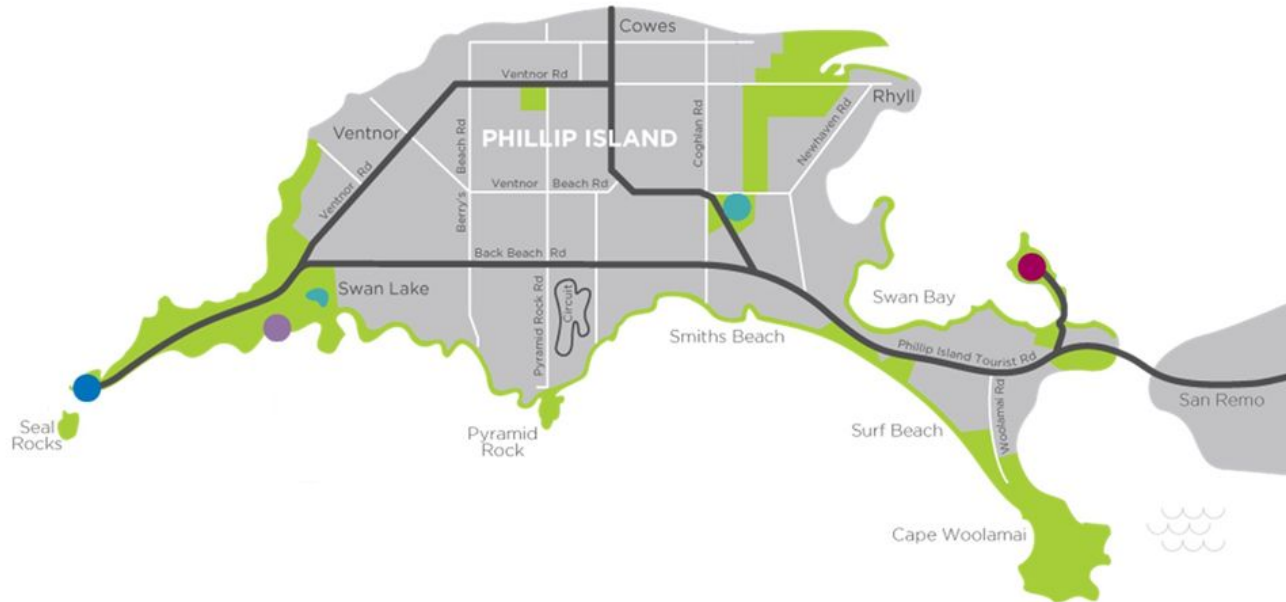 Cowes
Ventnor Rd
Rhyll
Ventnor
PHILLIP ISLAND
Beach Rd
Coghlan Rd
Newhaven Rd
Ventnor Rd
Ventnor Beach Rd
Berry's
Back Beach Rd
Swan Lake
Pyramid Rock Rd
Circuit
Swan Bay
Smiths Beach
Phillip Island Tourist Rd
San Remo
Woolamai Rd
Seal
Rocks
Pyramid
Rock
Surf Beach
Cape Woolamai